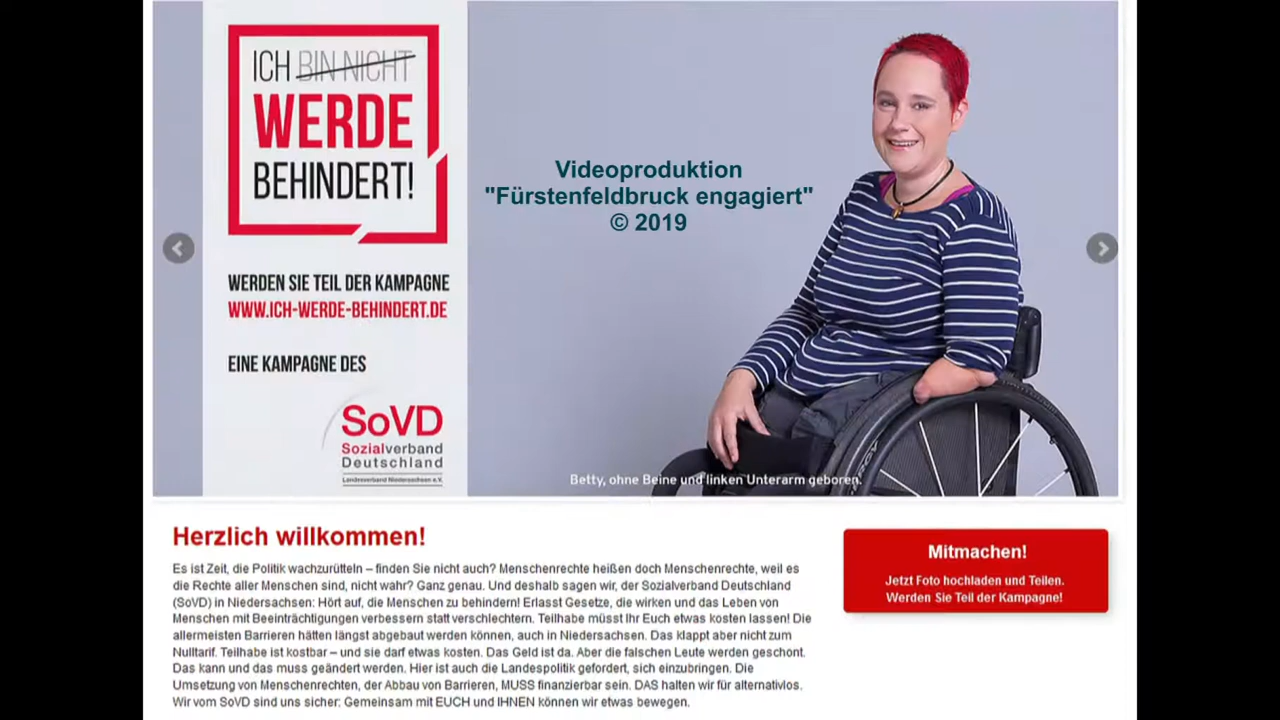 ICH BIN NICHT
WERDE
BEHINDERT!
WERDEN SIE TEIL DER KAMPAGNE
WWW.ICH-WERDE-BEHINDERT.DE
EINE KAMPAGNE DES
SoVD
Sozialverband
Deutschland
Landesverband Niedersachsen e.V.
Videoproduktion
"Fürstenfeldbruck engagiert"
© 2019
Betty, ohne Beine und linken Unterarm geboren.
Herzlich willkommen!
Es ist Zeit, die Politik wachzurütteln – finden Sie nicht auch? Menschenrechte heißen doch Menschenrechte, weil es
die Rechte aller Menschen sind, nicht wahr? Ganz genau. Und deshalb sagen wir, der Sozialverband Deutschland
(SoVD) in Niedersachsen: Hört auf, die Menschen zu behindern! Erlasst Gesetze, die wirken und das Leben von
Menschen mit Beeinträchtigungen verbessern statt verschlechtern. Teilhabe müsst Ihr Euch etwas kosten lassen! Die
allermeisten Barrieren hätten längst abgebaut werden können, auch in Niedersachsen. Das klappt aber nicht zum
Nulltarif. Teilhabe ist kostbar – und sie darf etwas kosten. Das Geld ist da. Aber die falschen Leute werden geschont.
Das kann und das muss geändert werden. Hier ist auch die Landespolitik gefordert, sich einzubringen. Die
Umsetzung von Menschenrechten, der Abbau von Barrieren, MUSS finanzierbar sein. DAS halten wir für alternativlos.
Wir vom SoVD sind uns sicher: Gemeinsam mit EUCH und IHNEN können wir etwas bewegen.
Mitmachen!
Jetzt Foto hochladen und Teilen.
Werden Sie Teil der Kampagne!